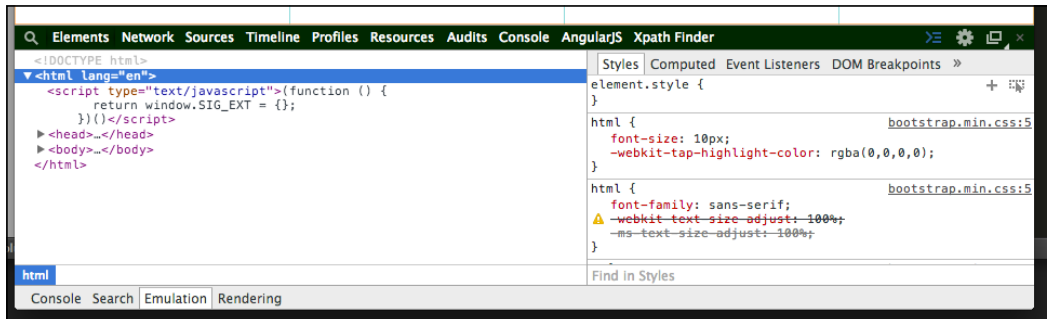 Elements Network Sources Timeline Profiles Resources Audits Console AngularJS Xpath Finder
<!DOCTYPE html>
▼<html lang="en">
<script type="text/javascript">(function () {
return window.SIG_EXT = {};
})()</script>
▶<head>…</head>
▶<body>…</body>
</html>
html
Styles Computed Event Listeners DOM Breakpoints »
element.style {
}
html { bootstrap.min.css:5
font-size: 10px;
-webkit-tap-highlight-color: rgba(0,0,0,0);
}
html { bootstrap.min.css:5
font-family: sans-serif;
-webkit-text-size-adjust: 100%;
-ms-text-size-adjust: 100%;
}
Find in Styles
Console Search Emulation Rendering